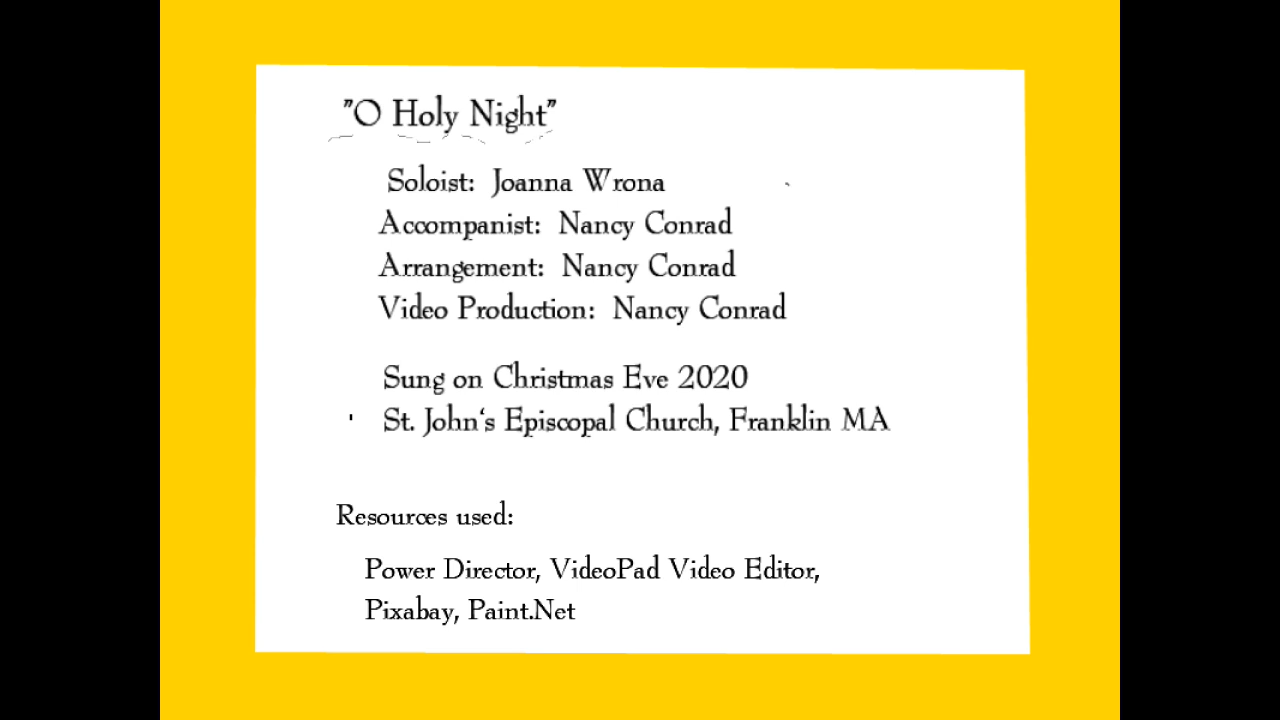 "O Holy Night"
Soloist: Joanna Wrona
Accompanist: Nancy Conrad
Arrangement: Nancy Conrad
Video Production: Nancy Conrad
Sung on Christmas Eve 2020
St. John's Episcopal Church, Franklin MA
Resources used:
Power Director, VideoPad Video Editor,
Pixabay, Paint.Net